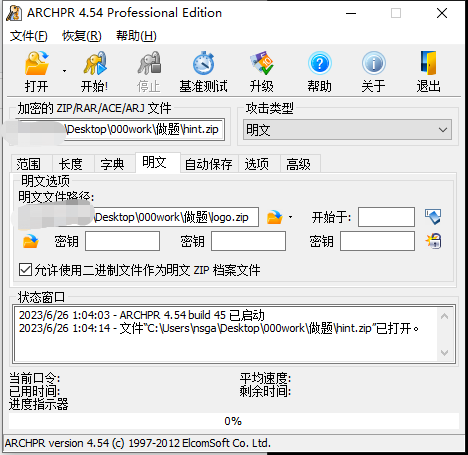 ARCHPR 4.54 Professional Edition
文件(F) 恢复(R) 帮助(H)
打开 开始! 停止 基准测试 升级 帮助 关于 退出
加密的 ZIP/RAR/ACE/ARJ 文件 攻击类型
\Desktop\000work\做题\hint.zip 明文
范围 长度 字典 明文 自动保存 选项 高级
明文选项
明文文件路径:
\Desktop\000work\做题\logo.zip 开始于:
密钥 密钥 密钥
允许使用二进制文件作为明文 ZIP 档案文件
状态窗口
2023/6/26 1:04:03 - ARCHPR 4.54 build 45 已启动
2023/6/26 1:04:14 - 文件“C:\Users\nsga\Desktop\000work\做题\hint.zip”已打开。
当前口令: 平均速度:
已用时间: 剩余时间:
进度指示器
0%
ARCHPR version 4.54 (c) 1997-2012 ElcomSoft Co. Ltd.